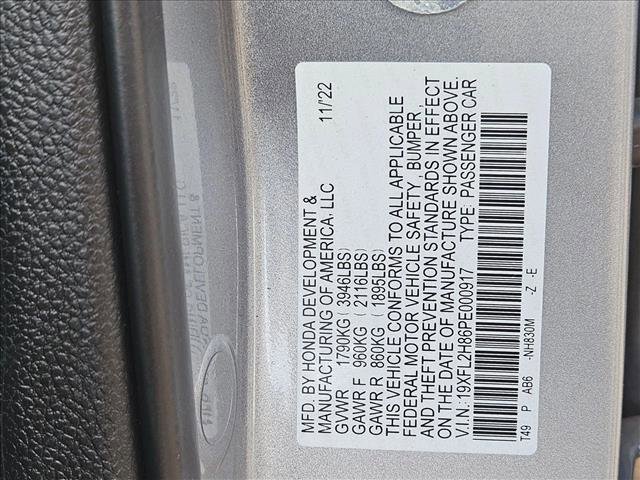 MFD. BY HONDA DEVELOPMENT &
MANUFACTURING OF AMERICA, LLC 11/'22
GVWR 1790KG (3946LBS)
GAWR F 960KG (2116LBS)
GAWR R 860KG (1895LBS)
THIS VEHICLE CONFORMS TO ALL APPLICABLE
FEDERAL MOTOR VEHICLE SAFETY, BUMPER,
AND THEFT PREVENTION STANDARDS IN EFFECT
ON THE DATE OF MANUFACTURE SHOWN ABOVE.
V.I.N: 19XFL2H86PE000917 TYPE: PASSENGER CAR
T49 P AB6 -NH830M -Z -E